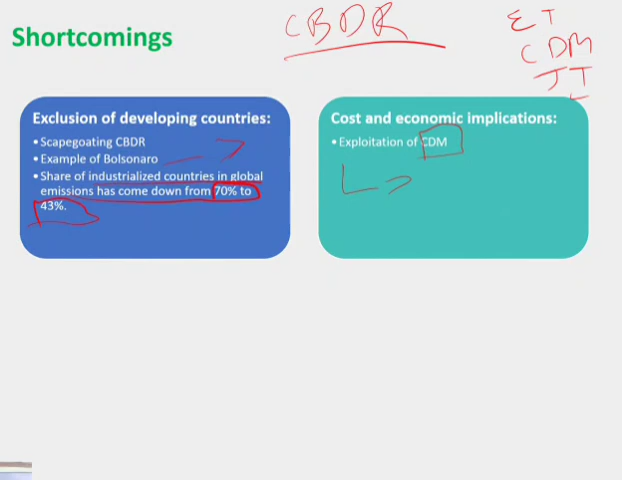 CBDR
ET
CDM
JI
Shortcomings
Exclusion of developing countries:
• Scapegoating CBDR
• Example of Bolsonaro
• Share of industrialized countries in global
emissions has come down from 70% to
43%.
Cost and economic implications:
• Exploitation of CDM